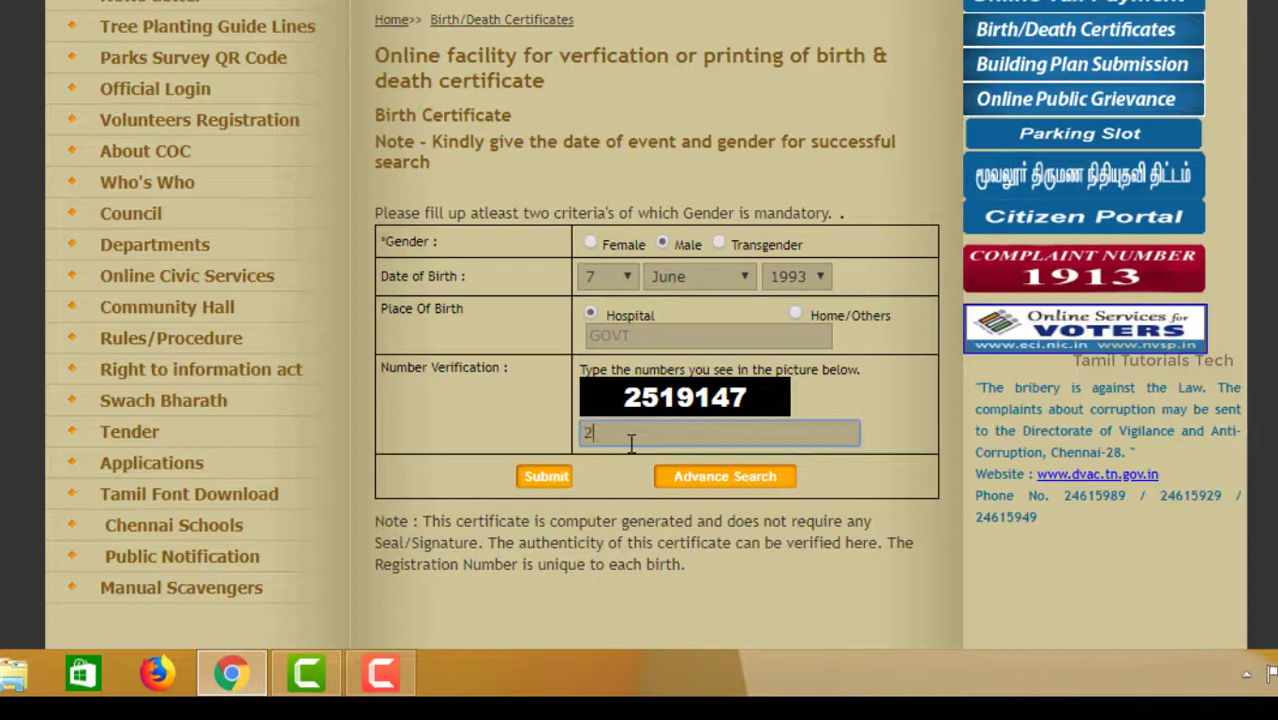 Home>> Birth/Death Certificates
Tree Planting Guide Lines
Parks Survey QR Code
Official Login
Volunteers Registration
About COC
Who's Who
Council
Departments
Online Civic Services
Community Hall
Rules/Procedure
Right to information act
Swach Bharath
Tender
Applications
Tamil Font Download
Chennai Schools
Public Notification
Manual Scavengers
Online facility for verfication or printing of birth &
death certificate
Birth Certificate
Note - Kindly give the date of event and gender for successful
search
Please fill up atleast two criteria's of which Gender is mandatory. .
*Gender : Female Male Transgender
Date of Birth : 7 June 1993
Place Of Birth Hospital Home/Others
GOVT
Number Verification : Type the numbers you see in the picture below.
2519147
2
Submit Advance Search
Note : This certificate is computer generated and does not require any
Seal/Signature. The authenticity of this certificate can be verified here. The
Registration Number is unique to each birth.
Birth/Death Certificates
Building Plan Submission
Online Public Grievance
Parking Slot
மூவலூர் திருமண நிதியுதவி திட்டம்
Citizen Portal
COMPLAINT NUMBER
1913
Online Services for
VOTERS
www.eci.nic.in www.nvsp.in
Tamil Tutorials Tech
"The bribery is against the Law. The
complaints about corruption may be sent
to the Directorate of Vigilance and Anti-
Corruption, Chennai-28. "
Website : www.dvac.tn.gov.in
Phone No. 24615989 / 24615929 /
24615949